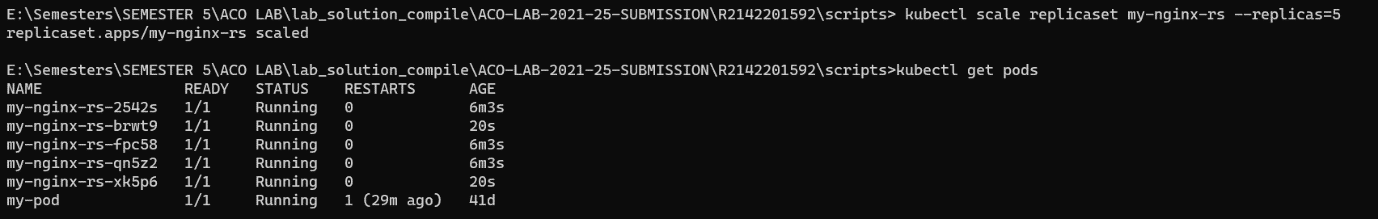 E:\Semesters\SEMESTER 5\ACO LAB\lab_solution_compile\ACO-LAB-2021-25-SUBMISSION\R2142201592\scripts> kubectl scale replicaset my-nginx-rs --replicas=5
replicaset.apps/my-nginx-rs scaled
E:\Semesters\SEMESTER 5\ACO LAB\lab_solution_compile\ACO-LAB-2021-25-SUBMISSION\R2142201592\scripts>kubectl get pods
NAME                READY   STATUS    RESTARTS      AGE
my-nginx-rs-2542s   1/1     Running   0             6m3s
my-nginx-rs-brwt9   1/1     Running   0             20s
my-nginx-rs-fpc58   1/1     Running   0             6m3s
my-nginx-rs-qn5z2   1/1     Running   0             6m3s
my-nginx-rs-xk5p6   1/1     Running   0             20s
my-pod              1/1     Running   1 (29m ago)   41d